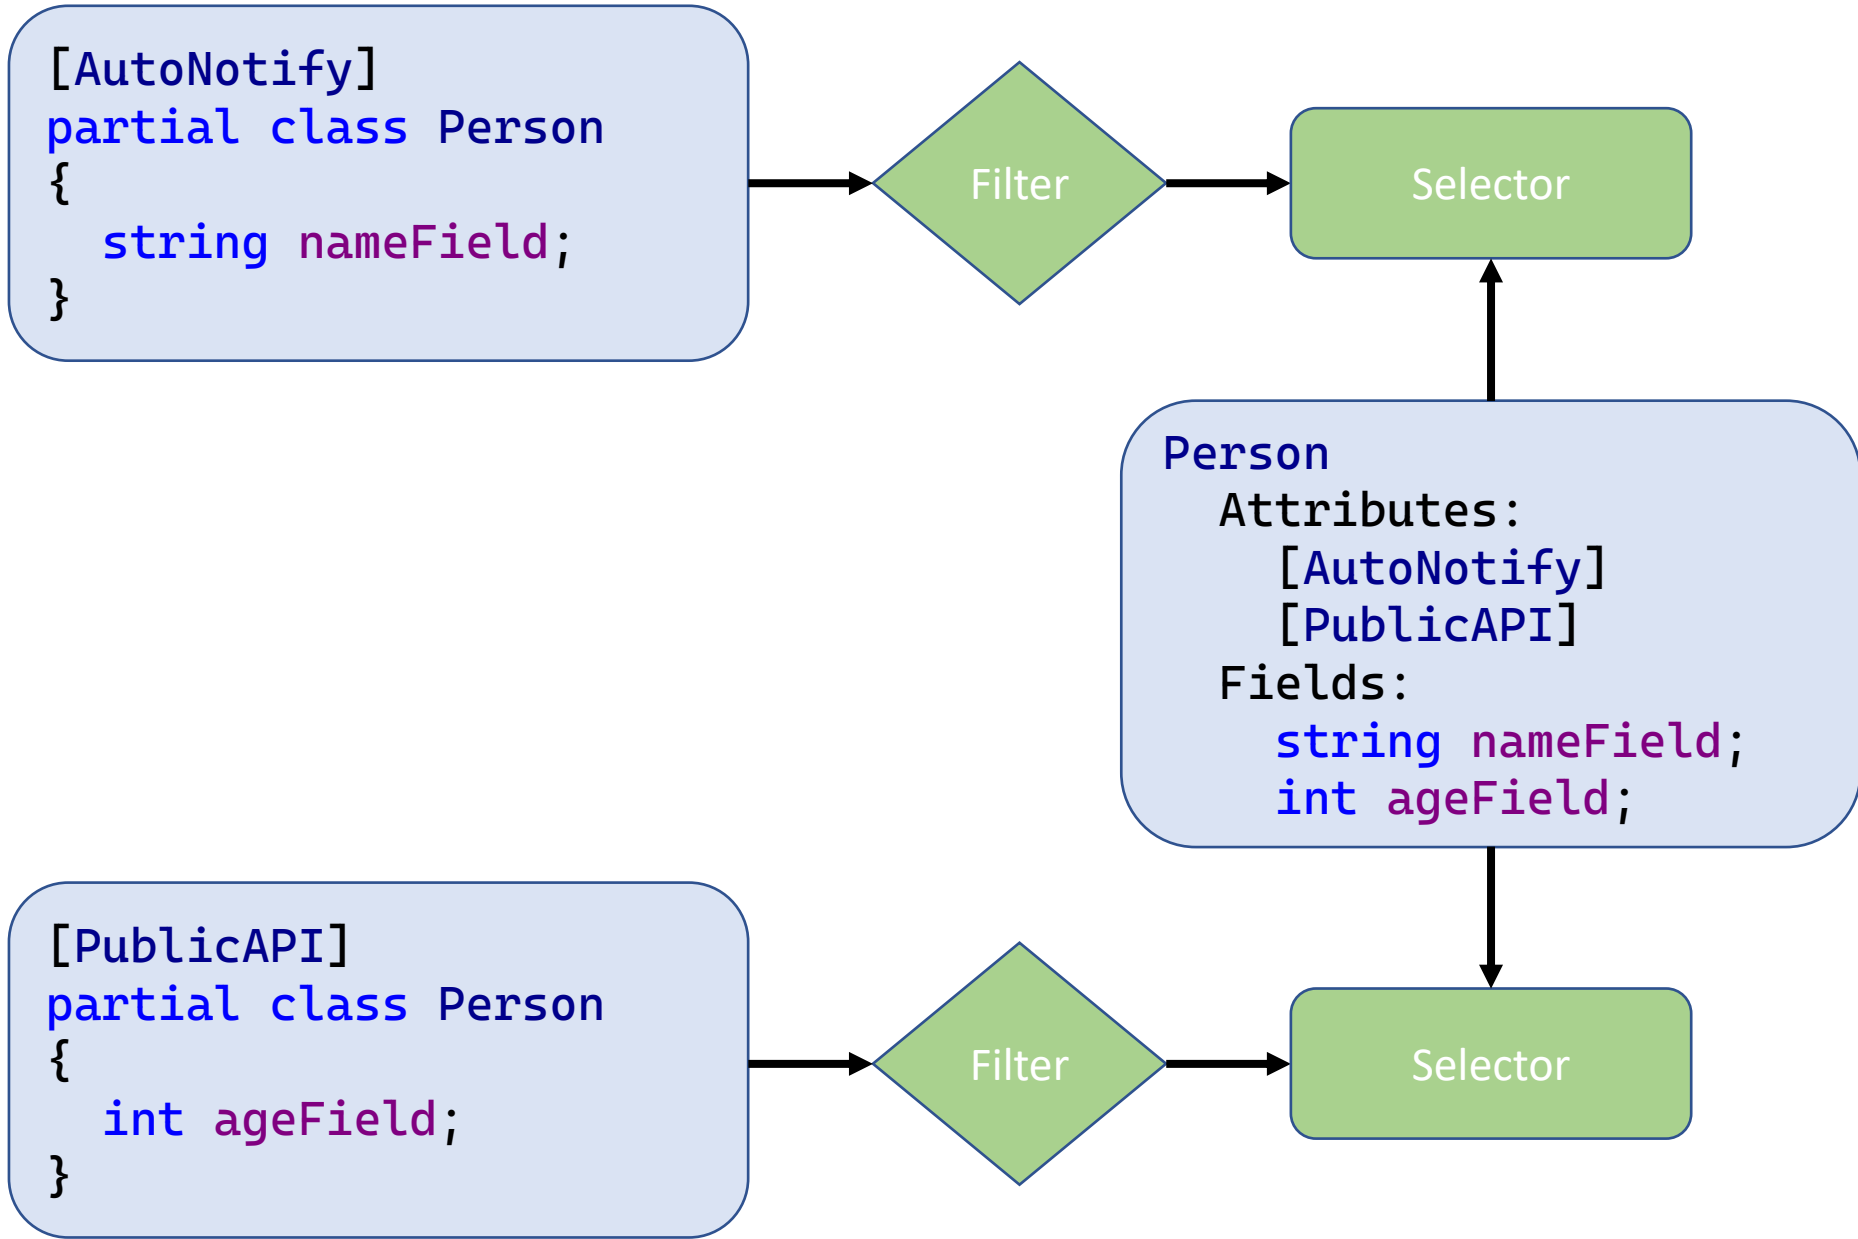 [AutoNotify]
partial class Person
{
  string nameField;
}
Filter
Selector
Person
  Attributes:
    [AutoNotify]
    [PublicAPI]
  Fields:
    string nameField;
    int ageField;
[PublicAPI]
partial class Person
{
  int ageField;
}
Filter
Selector